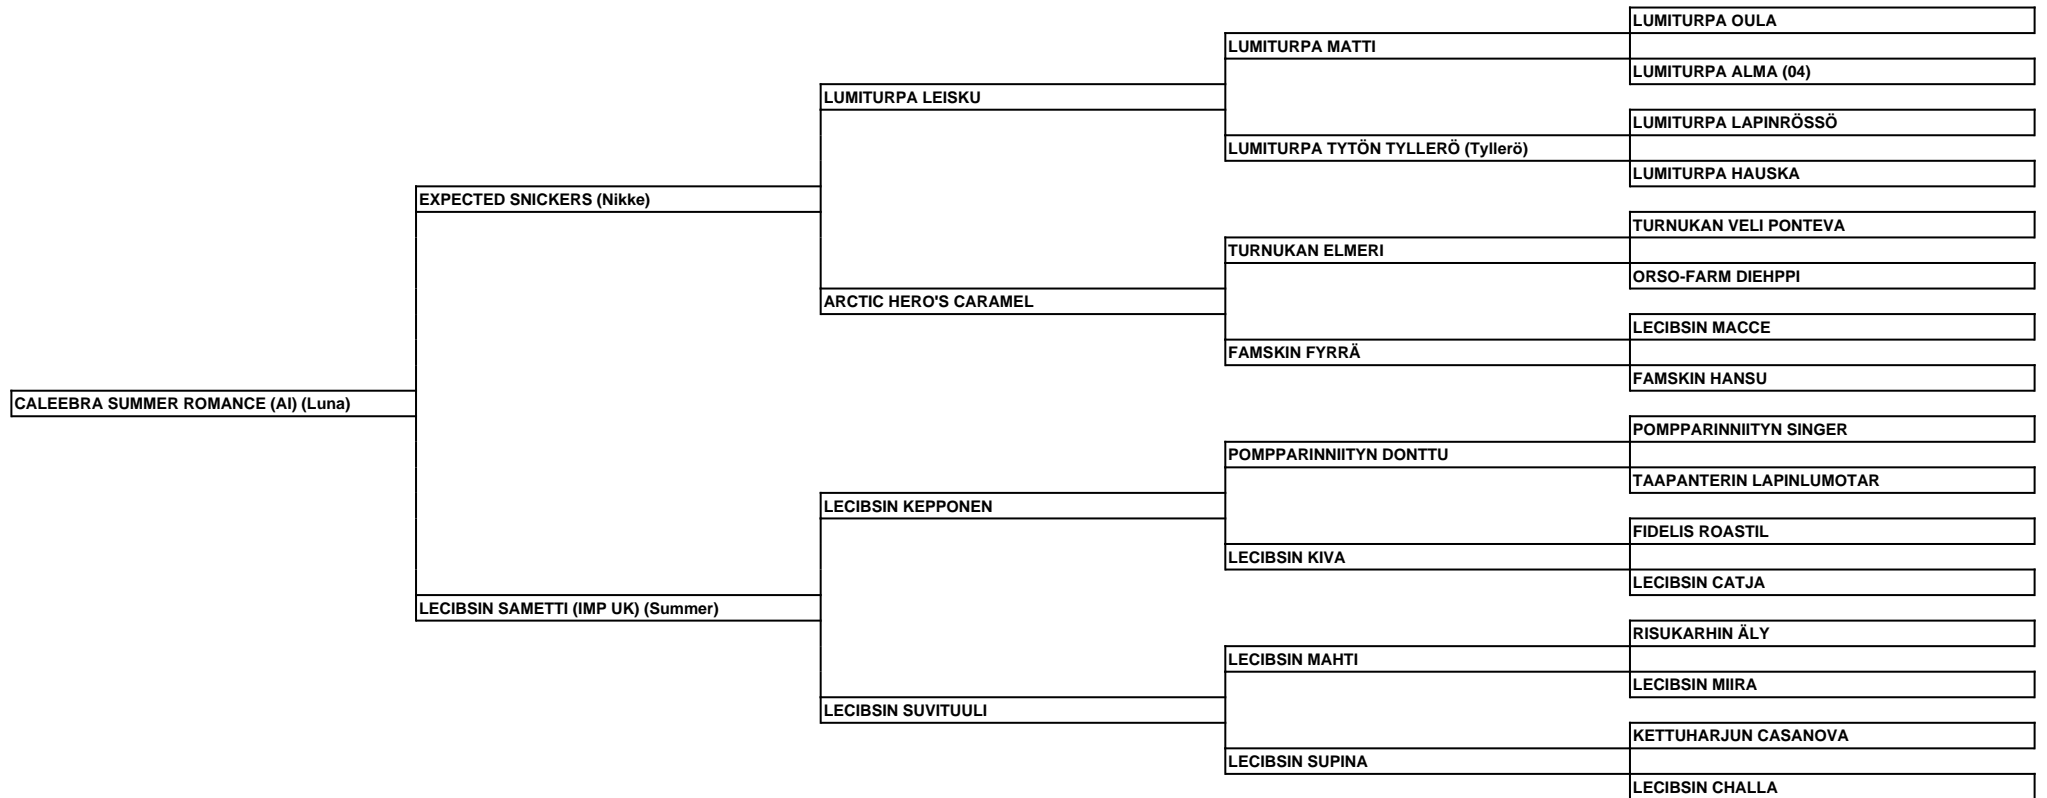 LUMITURPA OULA
LUMITURPA MATTI
LUMITURPA ALMA (04)
LUMITURPA LEISKU
LUMITURPA LAPINRÖSSÖ
LUMITURPA TYTÖN TYLLERÖ (Tyllerö)
LUMITURPA HAUSKA
EXPECTED SNICKERS (Nikke)
TURNUKAN VELI PONTEVA
TURNUKAN ELMERI
ORSO-FARM DIEHPPI
ARCTIC HERO'S CARAMEL
LECIBSIN MACCE
FAMSKIN FYRRÄ
FAMSKIN HANSU
CALEEBRA SUMMER ROMANCE (AI) (Luna)
POMPPARINNIITYN SINGER
POMPPARINNIITYN DONTTU
TAAPANTERIN LAPINLUMOTAR
LECIBSIN KEPPONEN
FIDELIS ROASTIL
LECIBSIN KIVA
LECIBSIN CATJA
LECIBSIN SAMETTI (IMP UK) (Summer)
RISUKARHIN ÄLY
LECIBSIN MAHTI
LECIBSIN MIIRA
LECIBSIN SUVITUULI
KETTUHARJUN CASANOVA
LECIBSIN SUPINA
LECIBSIN CHALLA